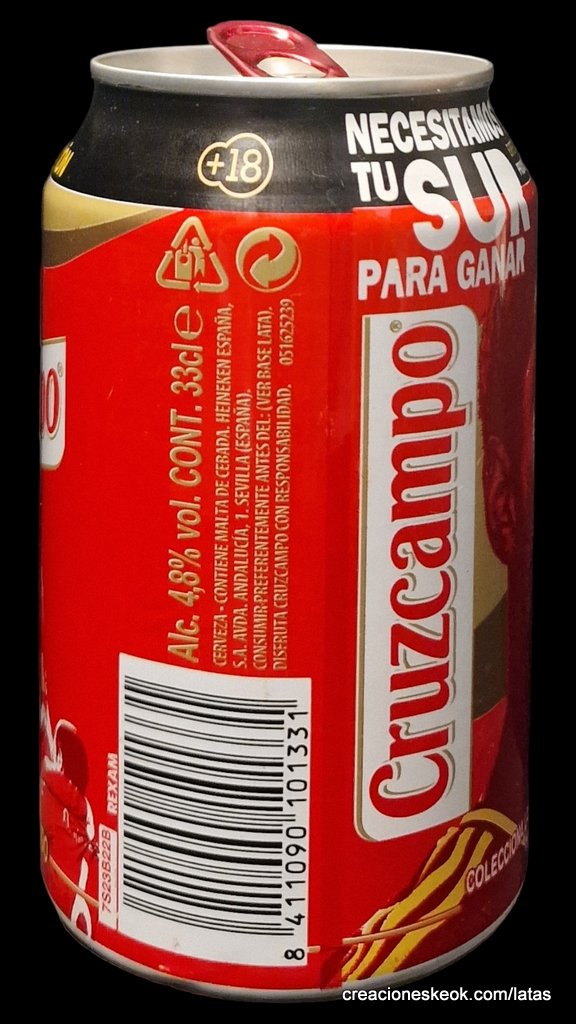 +18
NECESITAMOS
TU SUR
PARA GANAR
Cruzcampo®
Alc. 4,8% vol. CONT. 33cl e
CERVEZA - CONTIENE MALTA DE CEBADA. HEINEKEN ESPAÑA,
S.A. AVDA. ANDALUCÍA, 1. SEVILLA (ESPAÑA).
CONSUMIR PREFERENTEMENTE ANTES DEL: (VER BASE LATA).
DISFRUTA CRUZCAMPO CON RESPONSABILIDAD. 051625239
REXAM
7S23B22B
8 411090 101331
creacioneskeok.com/latas